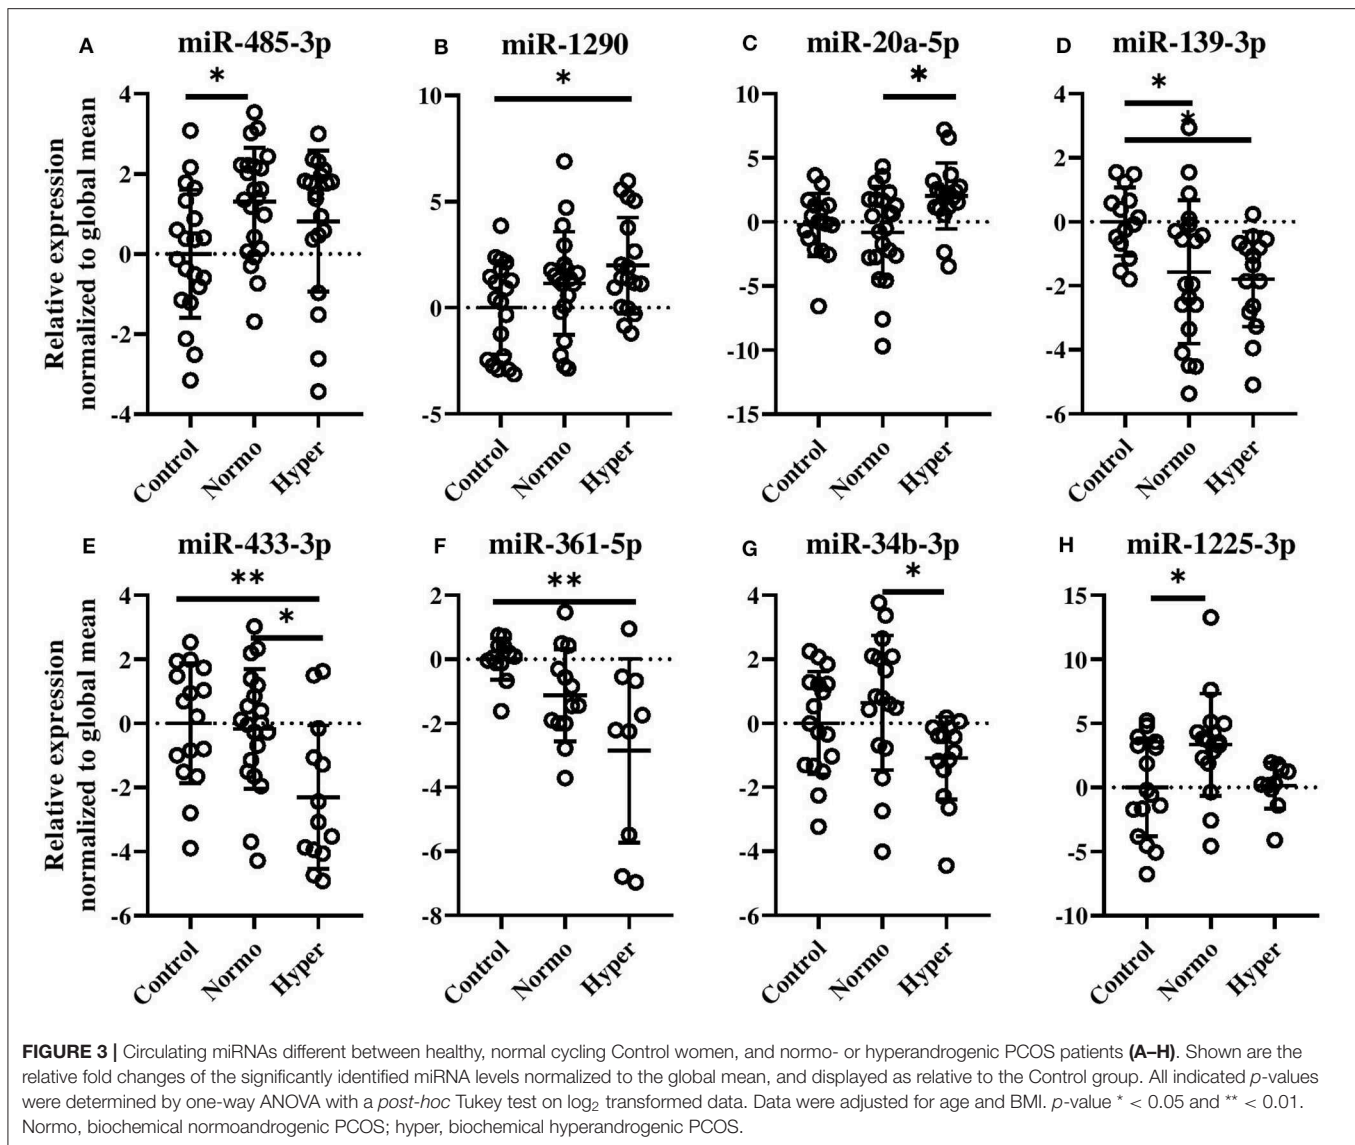 A miR-485-3p
B miR-1290
C miR-20a-5p
D miR-139-3p
Relative expression
normalized to global mean
*
4
2
0
-2
-4
Control
Normo
Hyper
*
10
5
0
-5
Control
Normo
Hyper
*
10
5
0
-5
-10
-15
Control
Normo
Hyper
*
*
4
2
0
-2
-4
-6
Control
Normo
Hyper
E miR-433-3p
F miR-361-5p
G miR-34b-3p
H miR-1225-3p
Relative expression
normalized to global mean
**
*
4
2
0
-2
-4
-6
Control
Normo
Hyper
**
2
0
-2
-4
-6
-8
Control
Normo
Hyper
*
4
2
0
-2
-4
-6
Control
Normo
Hyper
*
15
10
5
0
-5
-10
Control
Normo
Hyper
FIGURE 3 | Circulating miRNAs different between healthy, normal cycling Control women, and normo- or hyperandrogenic PCOS patients (A–H). Shown are the
relative fold changes of the significantly identified miRNA levels normalized to the global mean, and displayed as relative to the Control group. All indicated p-values
were determined by one-way ANOVA with a post-hoc Tukey test on log₂ transformed data. Data were adjusted for age and BMI. p-value * < 0.05 and ** < 0.01.
Normo, biochemical normoandrogenic PCOS; hyper, biochemical hyperandrogenic PCOS.